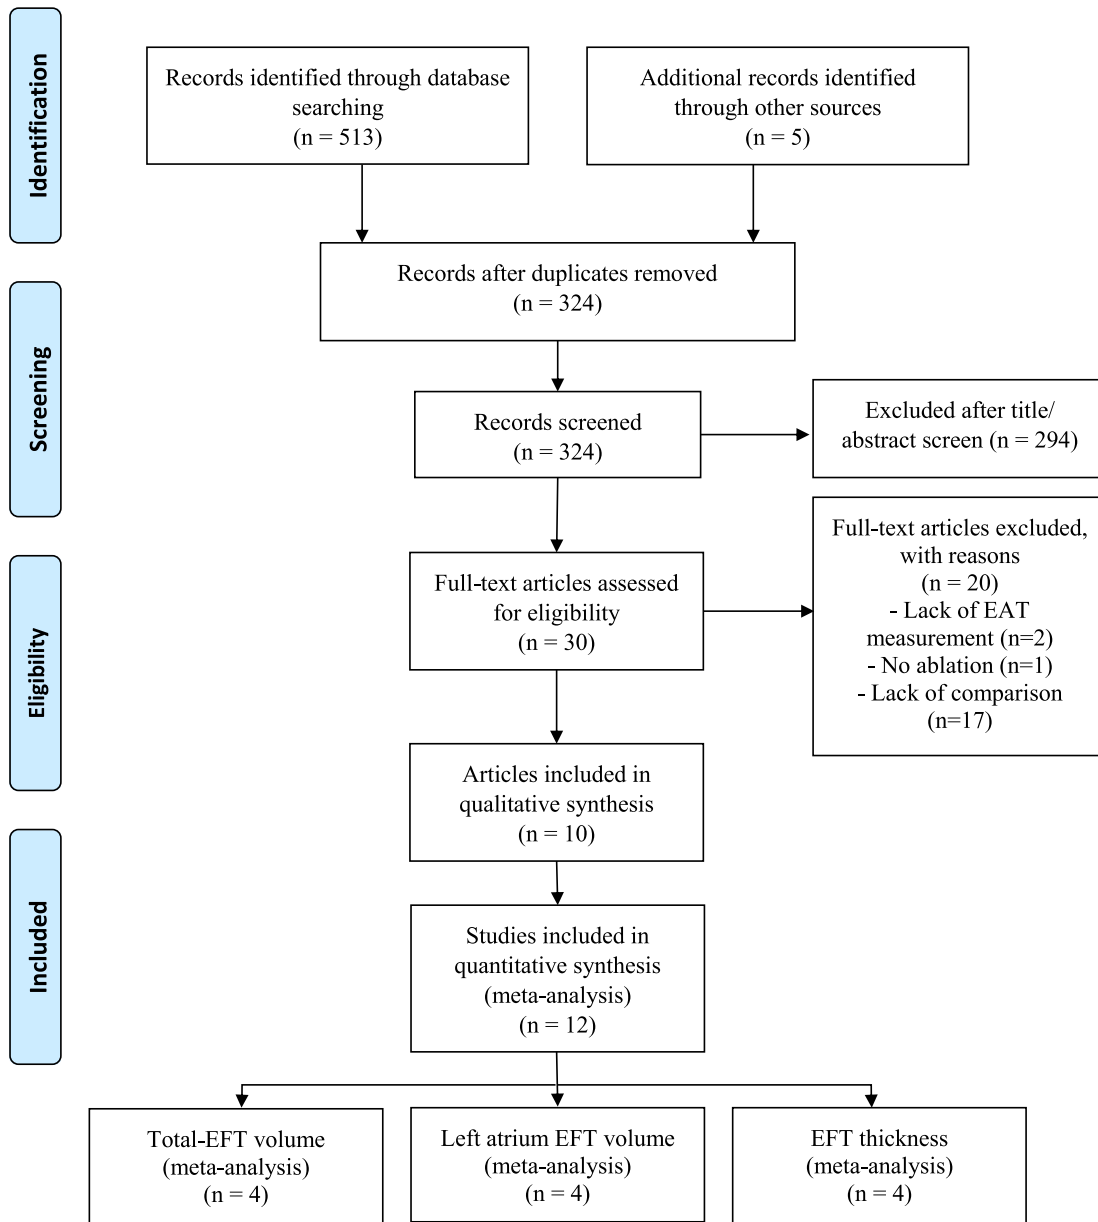 Identification
Records identified through database
searching
(n = 513)
Additional records identified
through other sources
(n = 5)
Records after duplicates removed
(n = 324)
Screening
Records screened
(n = 324)
Excluded after title/
abstract screen (n = 294)
Eligibility
Full-text articles assessed
for eligibility
(n = 30)
Full-text articles excluded,
with reasons
(n = 20)
- Lack of EAT
measurement (n=2)
- No ablation (n=1)
- Lack of comparison
(n=17)
Articles included in
qualitative synthesis
(n = 10)
Included
Studies included in
quantitative synthesis
(meta-analysis)
(n = 12)
Total-EFT volume
(meta-analysis)
(n = 4)
Left atrium EFT volume
(meta-analysis)
(n = 4)
EFT thickness
(meta-analysis)
(n = 4)